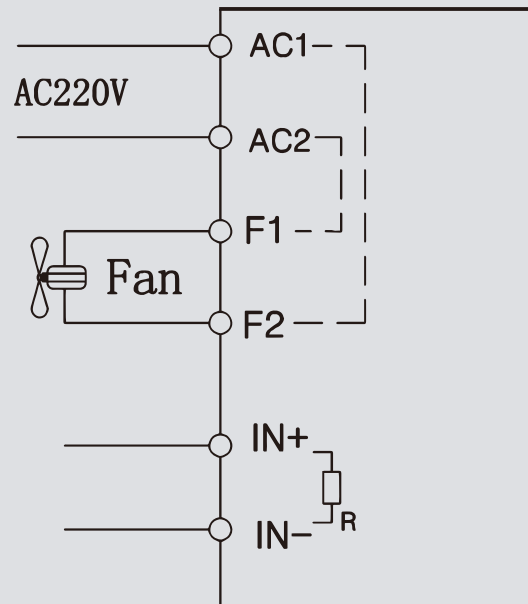 AC1
AC220V
AC2
F1
Fan
F2
IN+
IN-
R